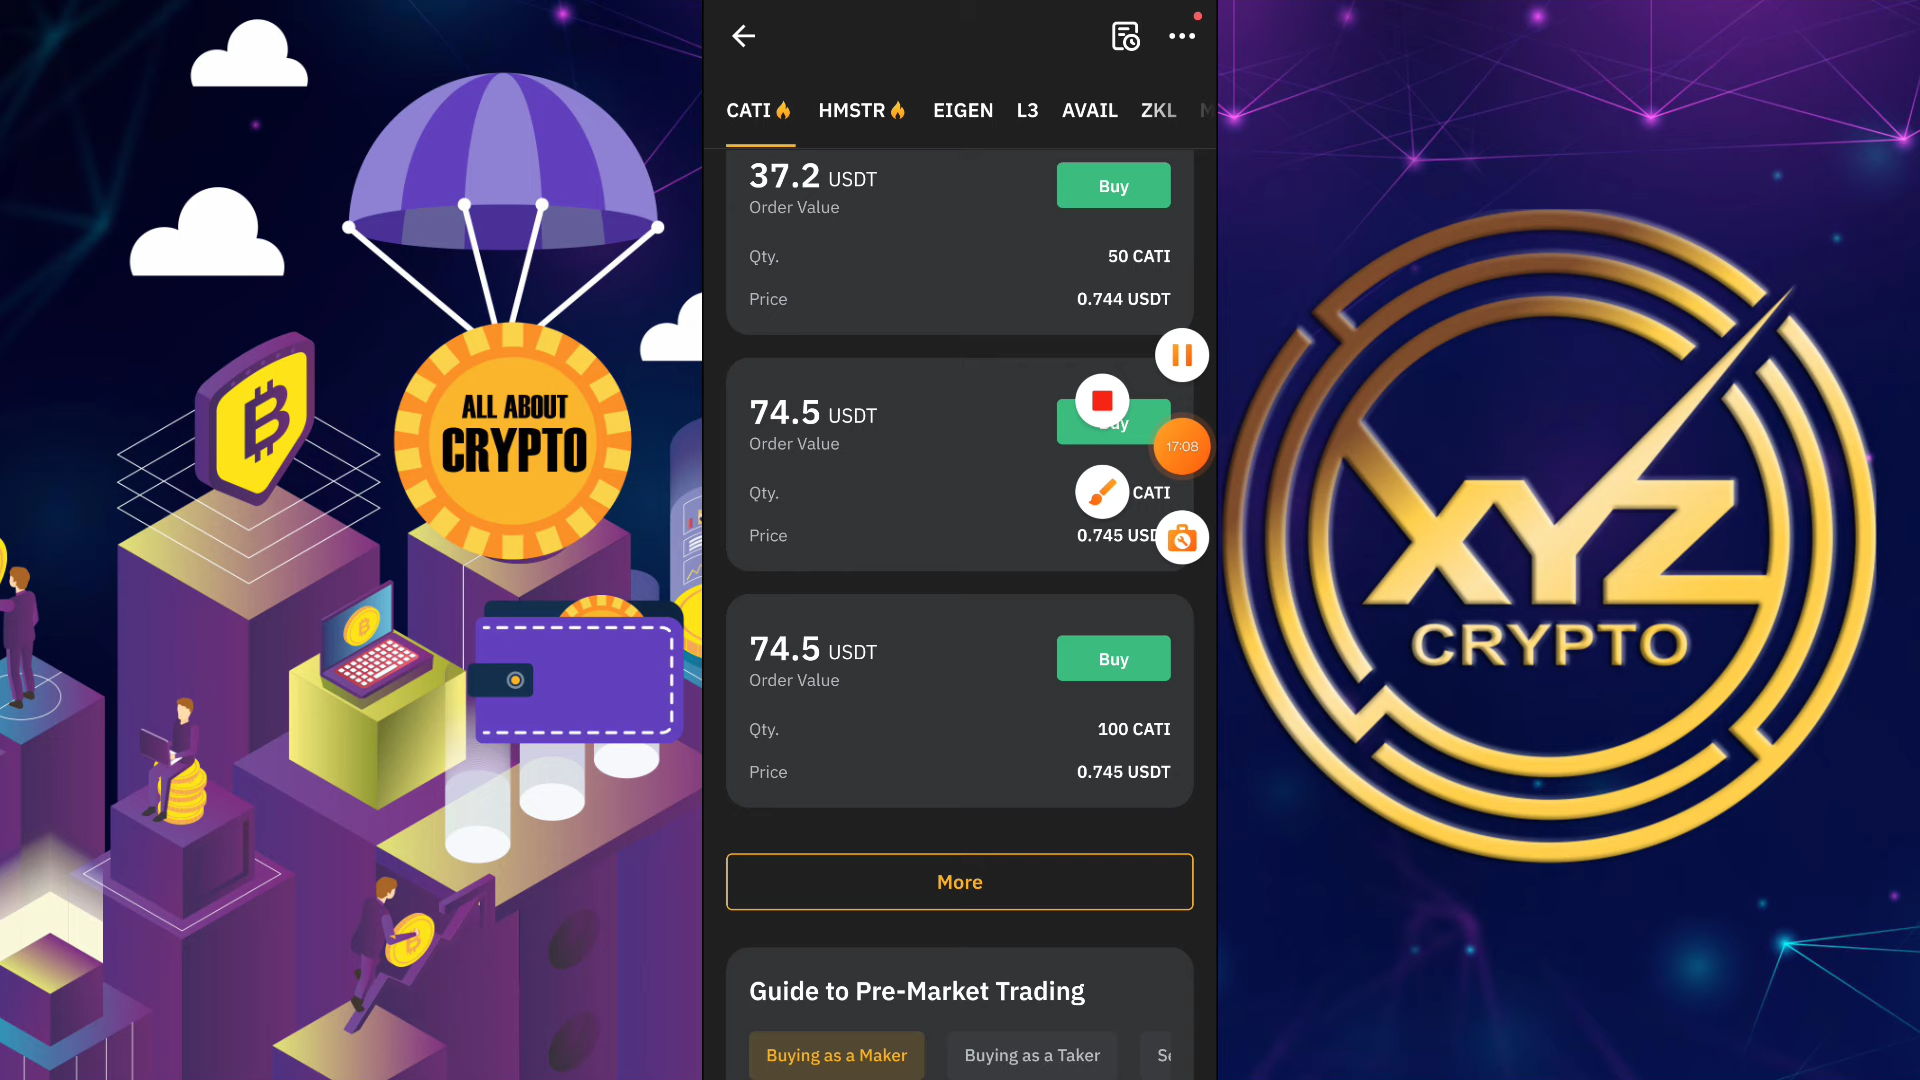 ALL ABOUT
CRYPTO
CATI HMSTR EIGEN L3 AVAIL ZKL
37.2 USDT
Buy
Order Value
Qty.
50 CATI
Price
0.744 USDT
74.5 USDT
Order Value
17:08
Qty.
CATI
Price
0.745
74.5 USDT
Buy
Order Value
Qty.
100 CATI
Price
0.745 USDT
More
Guide to Pre-Market Trading
Buying as a Maker
Buying as a Taker
XYZ
CRYPTO